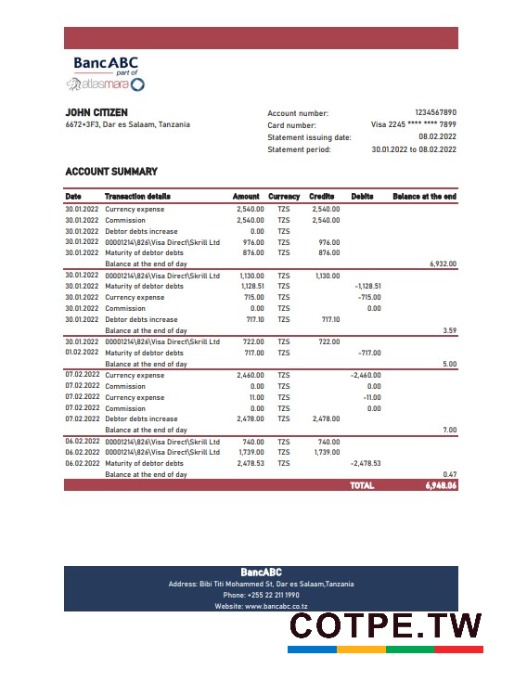 BancABC
part of
atlasmara
JOHN CITIZEN
6672+3F3, Dar es Salaam, Tanzania
Account number: 1234567890
Card number: Visa 2245 **** **** 7899
Statement issuing date: 08.02.2022
Statement period: 30.01.2022 to 08.02.2022
ACCOUNT SUMMARY
Date Transaction details Amount Currency Credits Debits Balance at the end
30.01.2022 Currency expense 2,540.00 TZS 2,540.00
30.01.2022 Commission 2,540.00 TZS 2,540.00
30.01.2022 Debtor debts increase 0.00 TZS
30.01.2022 00001214\826\Visa Direct\Skrill Ltd 976.00 TZS 976.00
30.01.2022 Maturity of debtor debts 876.00 TZS 876.00
Balance at the end of day 6,932.00
30.01.2022 00001214\826\Visa Direct\Skrill Ltd 1,130.00 TZS 1,130.00
30.01.2022 Maturity of debtor debts 1,128.51 TZS -1,128.51
30.01.2022 Currency expense 715.00 TZS -715.00
30.01.2022 Commission 0.00 TZS 0.00
30.01.2022 Debtor debts increase 717.10 TZS 717.10
Balance at the end of day 3.59
30.01.2022 00001214\826\Visa Direct\Skrill Ltd 722.00 TZS 722.00
01.02.2022 Maturity of debtor debts 717.00 TZS -717.00
Balance at the end of day 5.00
07.02.2022 Currency expense 2,460.00 TZS -2,460.00
07.02.2022 Commission 0.00 TZS 0.00
07.02.2022 Currency expense 11.00 TZS -11.00
07.02.2022 Commission 0.00 TZS 0.00
07.02.2022 Debtor debts increase 2,478.00 TZS 2,478.00
Balance at the end of day 7.00
06.02.2022 00001214\826\Visa Direct\Skrill Ltd 740.00 TZS 740.00
06.02.2022 00001214\826\Visa Direct\Skrill Ltd 1,739.00 TZS 1,739.00
06.02.2022 Maturity of debtor debts 2,478.53 TZS -2,478.53
Balance at the end of day 0.47
TOTAL 6,948.06
BancABC
Address: Bibi Titi Mohammed St, Dar es Salaam,Tanzania
Phone: +255 22 211 1990
Website: www.bancabc.co.tz
COTPE.TW